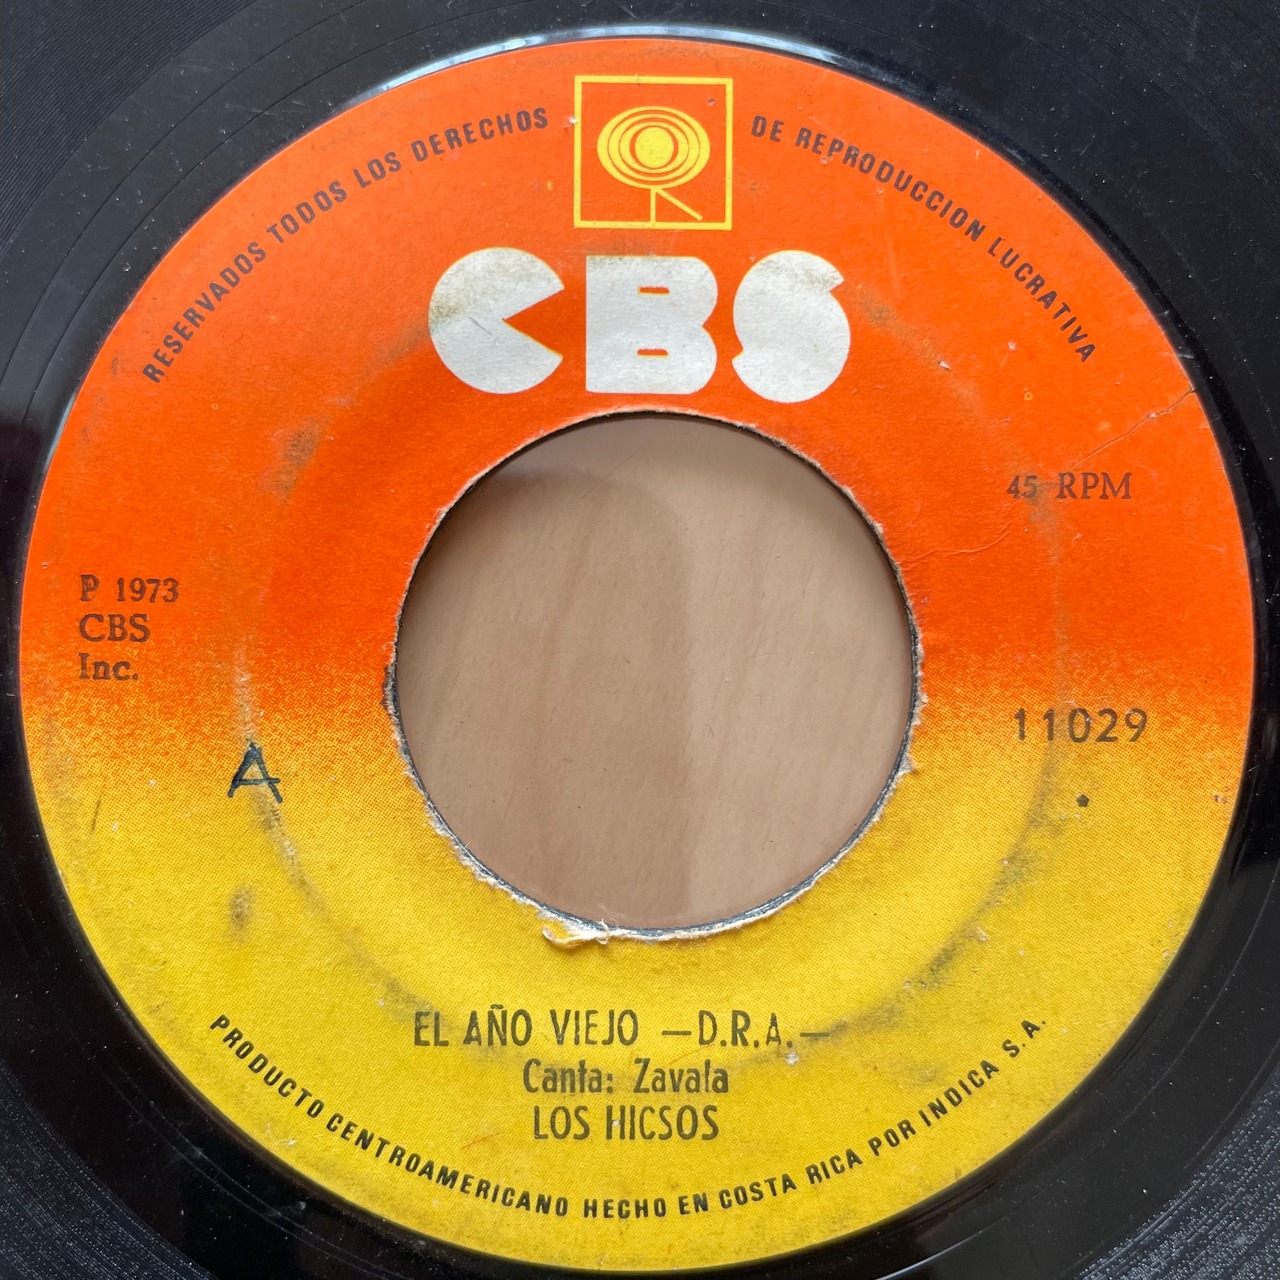 RESERVADOS TODOS LOS DERECHOS DE REPRODUCCION LUCRATIVA
CBS
45 RPM
P 1973
CBS
Inc.
11029
A
EL AÑO VIEJO —D.R.A.—
Canta: Zavala
LOS HICSOS
PRODUCTO CENTROAMERICANO HECHO EN COSTA RICA POR INDICA S. A.